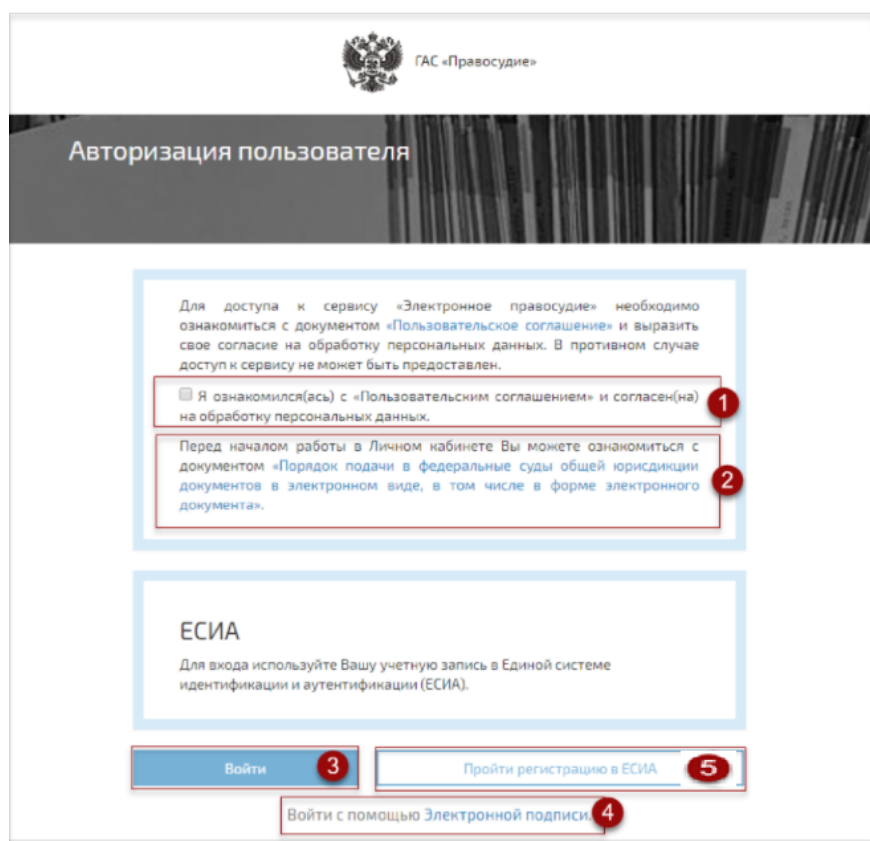 ГАС «Правосудие»
Авторизация пользователя
Для доступа к сервису «Электронное правосудие» необходимо
ознакомиться с документом «Пользовательское соглашение» и выразить
свое согласие на обработку персональных данных. В противном случае
доступ к сервису не может быть предоставлен.
Я ознакомился(ась) с «Пользовательским соглашением» и согласен(на)
на обработку персональных данных.
1
Перед началом работы в Личном кабинете Вы можете ознакомиться с
документом «Порядок подачи в федеральные суды общей юрисдикции
документов в электронном виде, в том числе в форме электронного
документа».
2
ЕСИА
Для входа используйте Вашу учетную запись в Единой системе
идентификации и аутентификации (ЕСИА).
Войти 3
Пройти регистрацию в ЕСИА 5
Войти с помощью Электронной подписи. 4